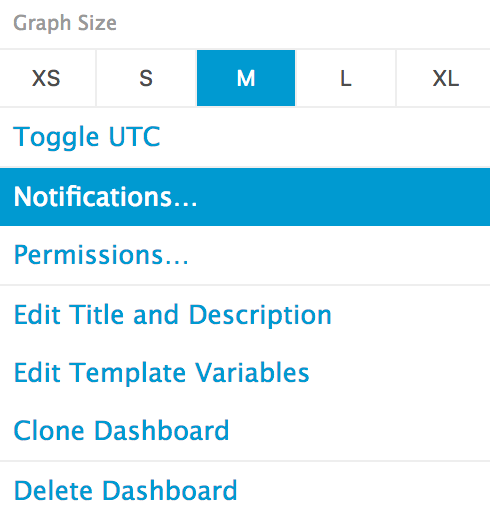 Graph Size
XS S M L XL
Toggle UTC
Notifications...
Permissions...
Edit Title and Description
Edit Template Variables
Clone Dashboard
Delete Dashboard